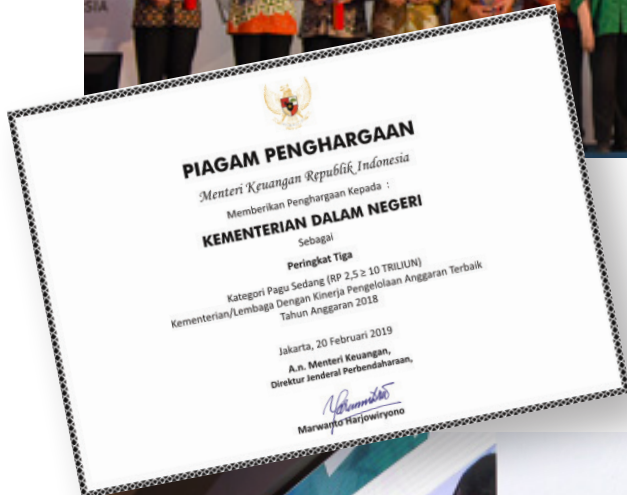 SIA
PIAGAM PENGHARGAAN
Menteri Keuangan Republik Indonesia
Memberikan Penghargaan Kepada :
KEMENTERIAN DALAM NEGERI
Sebagai
Peringkat Tiga
Kategori Pagu Sedang (RP 2,5 ≥ 10 TRILIUN)
Kementerian/Lembaga Dengan Kinerja Pengelolaan Anggaran Terbaik
Tahun Anggaran 2018
Jakarta, 20 Februari 2019
A.n. Menteri Keuangan,
Direktur Jenderal Perbendaharaan,
Marwanto Harjowiryono